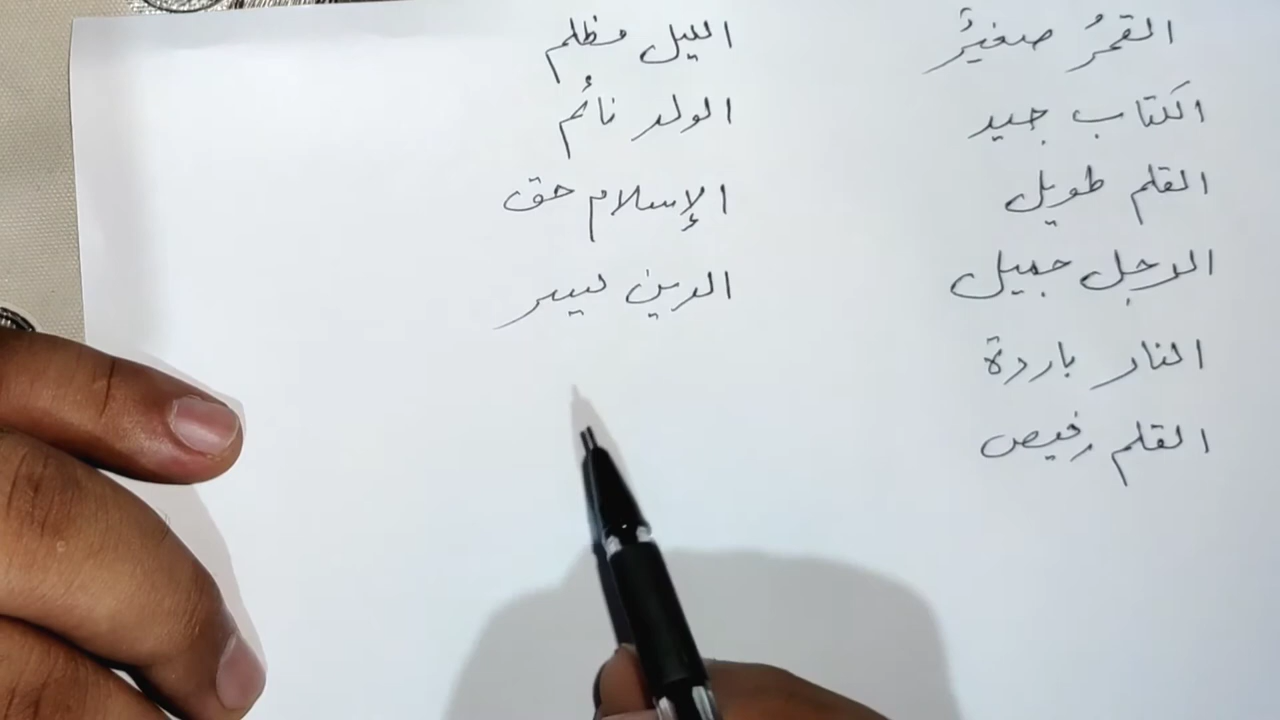 القمرُ صغيرٌ
الكتاب جيد
القلم طويل
الرجل جميل
النار باردة
القلم رخيص
الليل مظلم
الولد نائم
الإسلام حق
الدين يسر